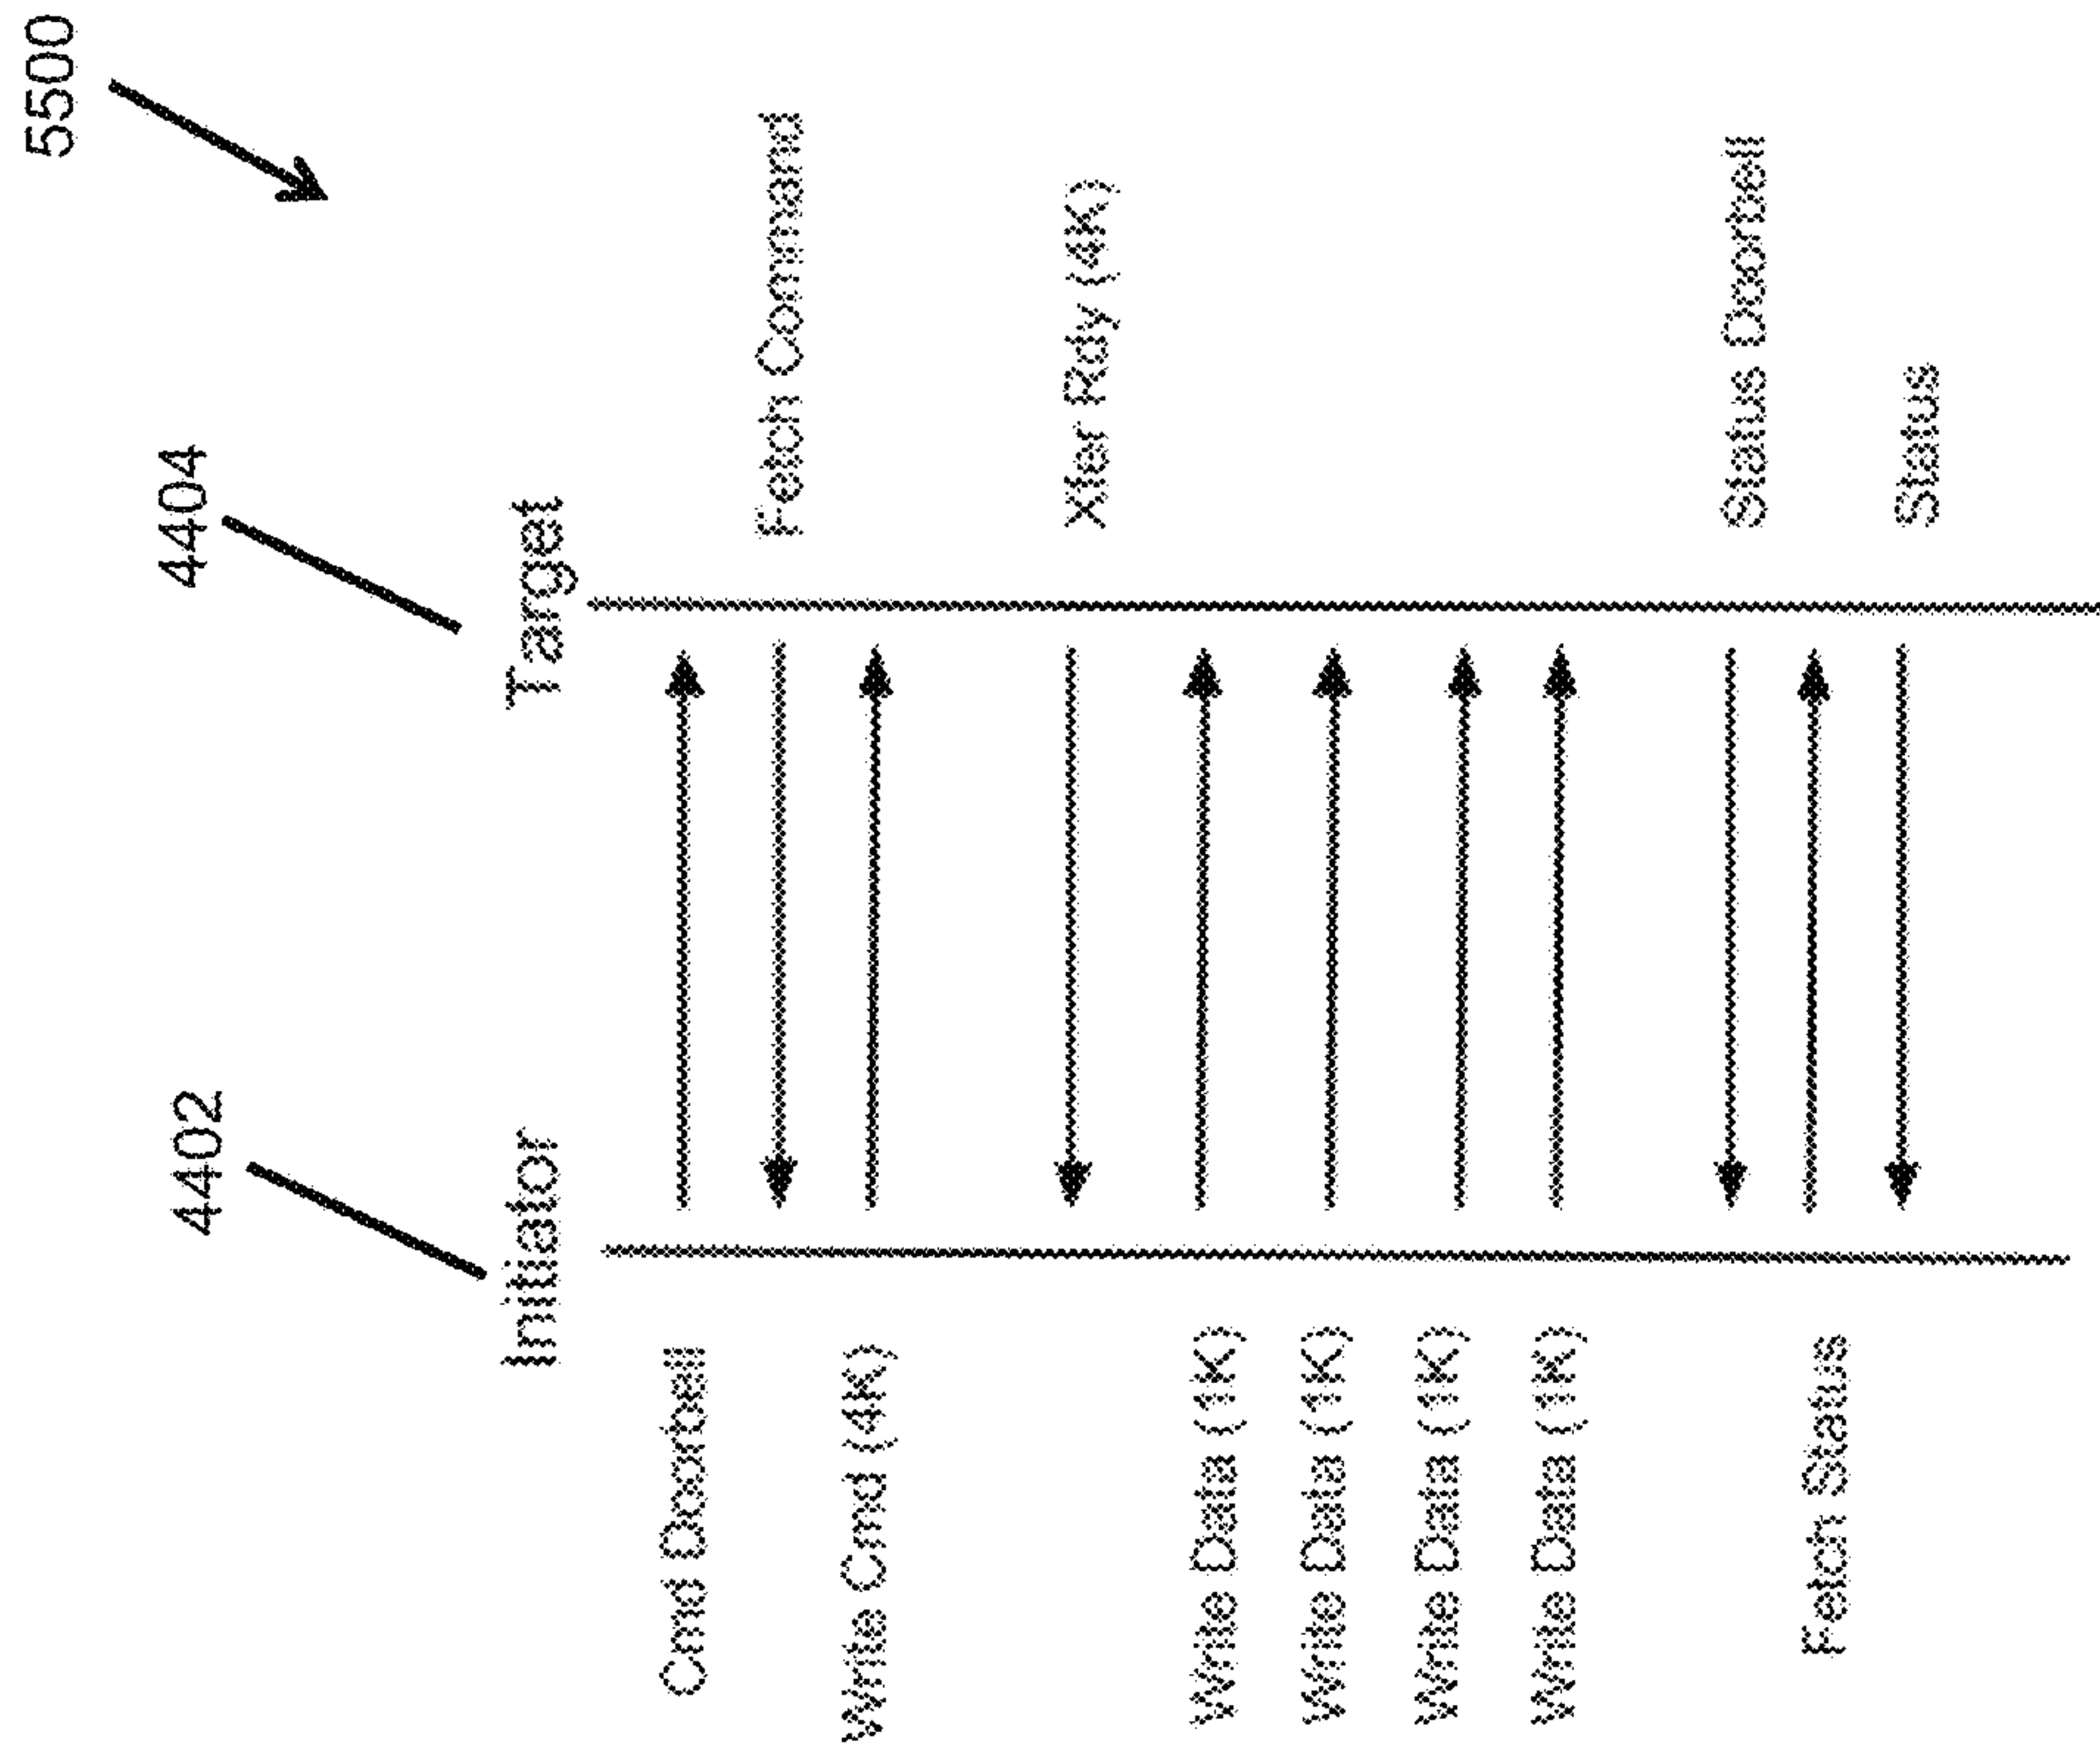 5500
4402
4404
Initiator
Target
Cmd Doorbell
Fetch Command
Write Cmd (4K)
Xfer Rdy (4K)
Write Data (1K)
Write Data (1K)
Write Data (1K)
Write Data (1K)
Status Doorbell
Fetch Status
Status